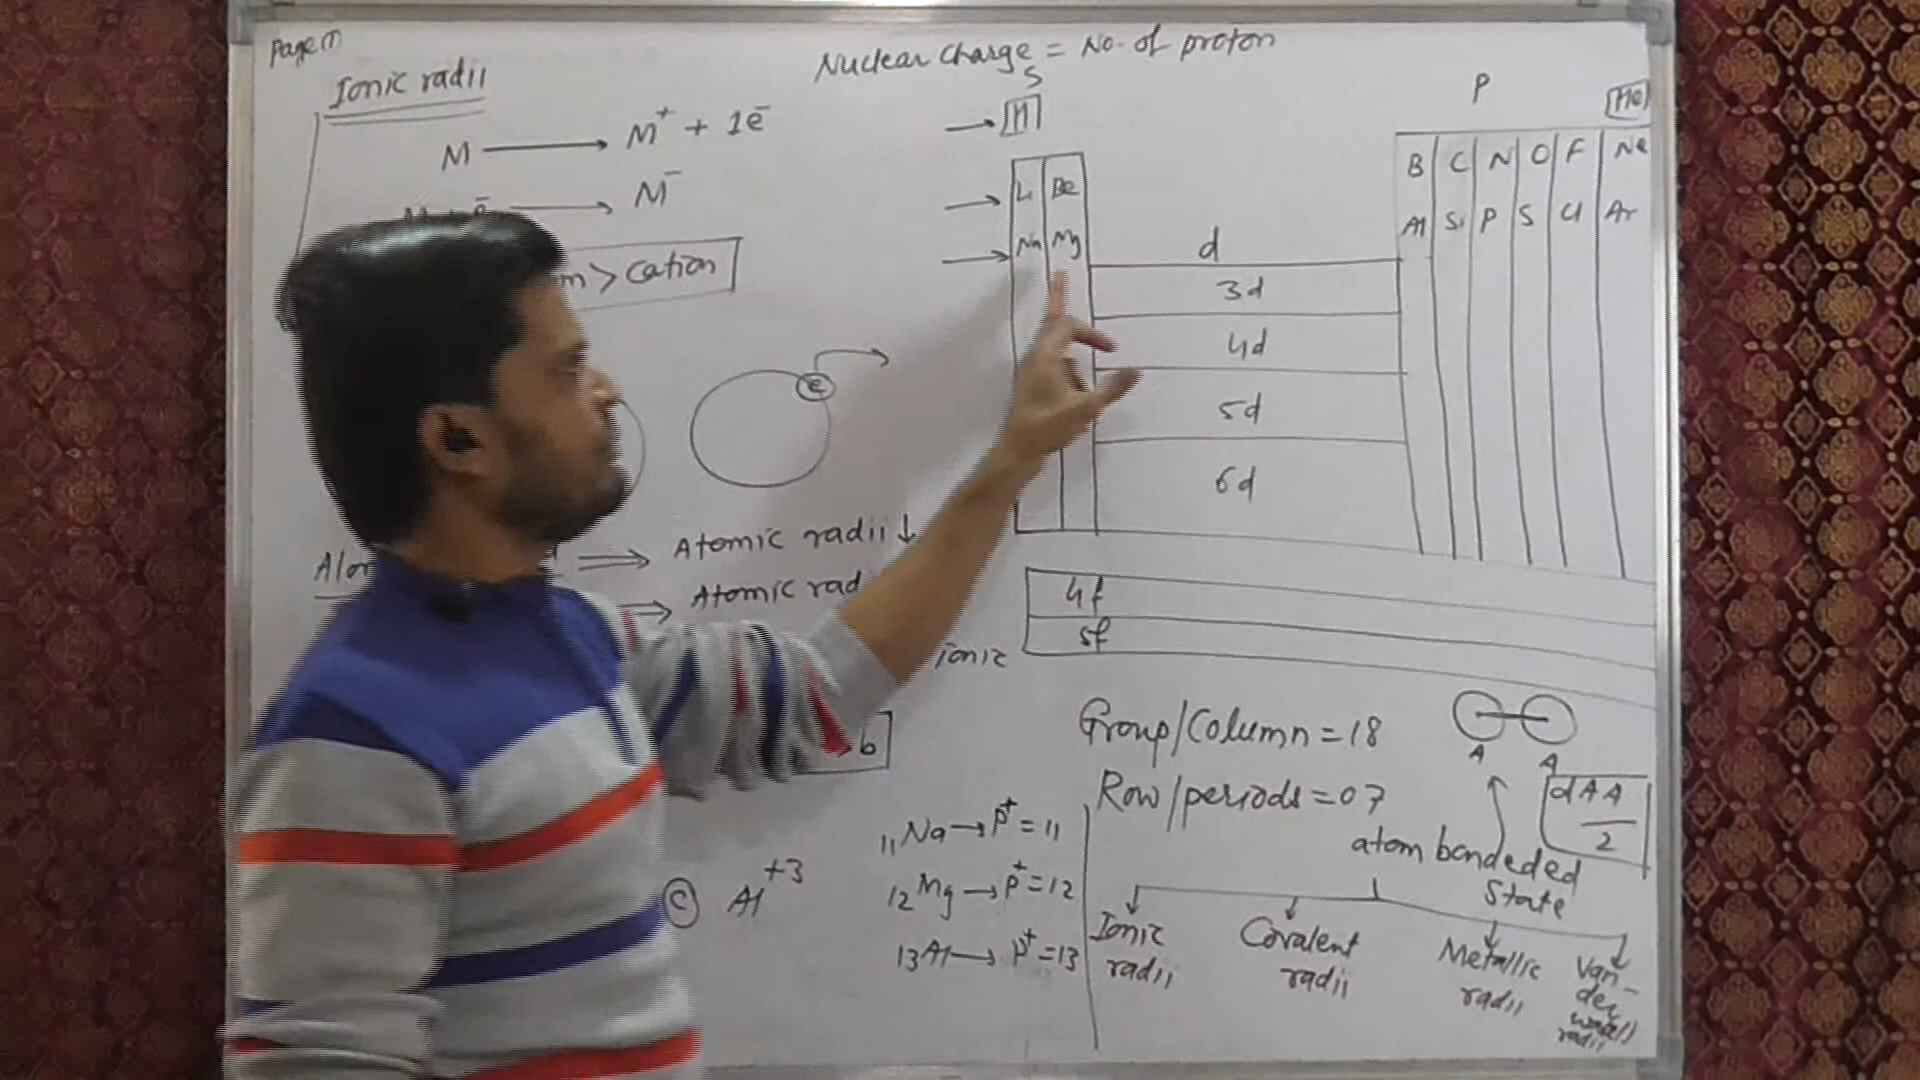 Page ①
Ionic radii
M ⟶ M⁺ + 1e̅
⟶ M⁻
> Cation
e
⟹ Atomic radii ↓
⟹ Atomic rad
ionic
b
Ⓒ Al⁺³
₁₁Na → P⁺ = 11
₁₂Mg → P⁺ = 12
₁₃Al → P⁺ = 13
Nuclear charge = No. of proton
S
H
P
He
Li Be
B C N O F Ne
Na Mg
Al Si P S Cl Ar
d
3d
4d
5d
6d
4f
5f
Group/Column = 18
Row/periods = 07
A A
dAA
2
atom bondeded
State
Ionic radii
Covalent radii
Metallic radii
Van-
der
radii